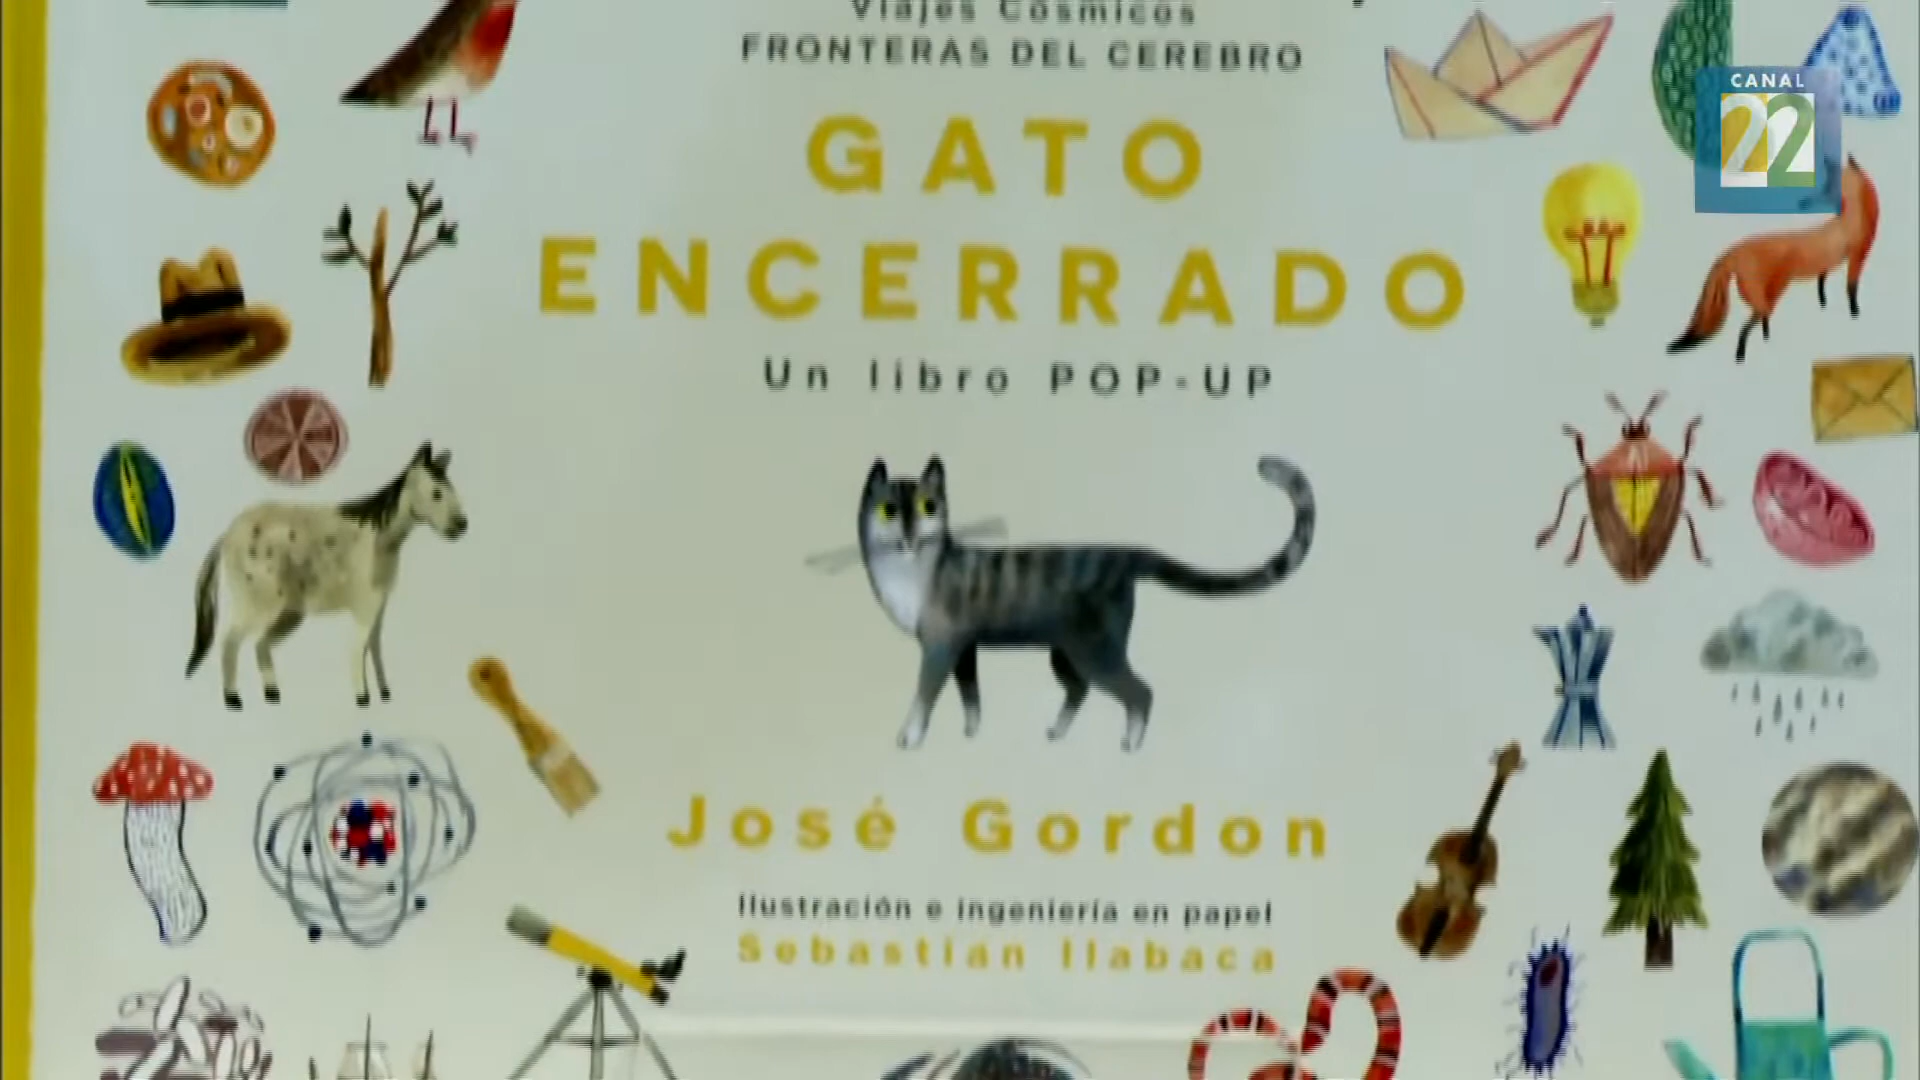 Viajes Cósmicos
FRONTERAS DEL CEREBRO
GATO
ENCERRADO
Un libro POP-UP
José Gordon
Ilustración e ingeniería en papel
Sebastián Ilabaca
CANAL
22